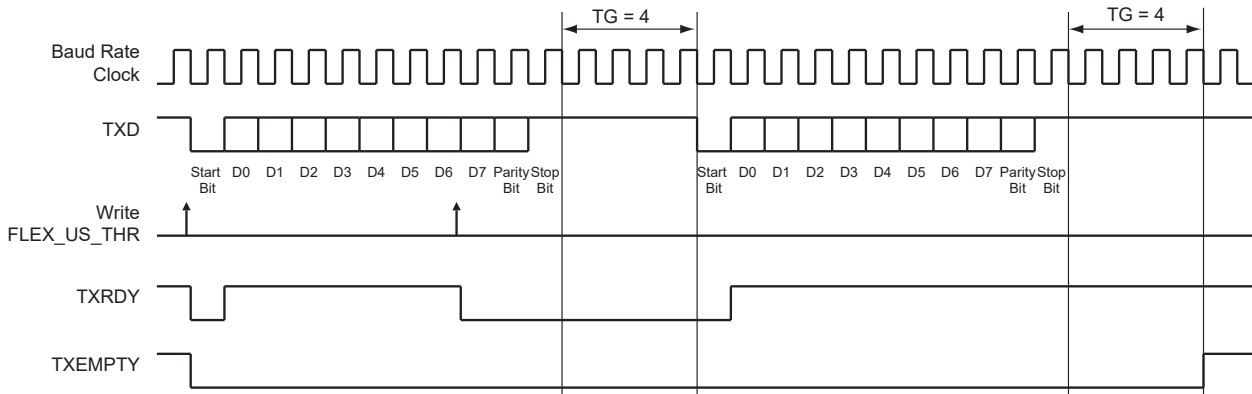 TG = 4
TG = 4
Baud Rate
Clock
TXD
Start
Bit
D0
D1
D2
D3
D4
D5
D6
D7
Parity
Bit
Stop
Bit
Start
Bit
D0
D1
D2
D3
D4
D5
D6
D7
Parity
Bit
Stop
Bit
Write
FLEX_US_THR
TXRDY
TXEMPTY